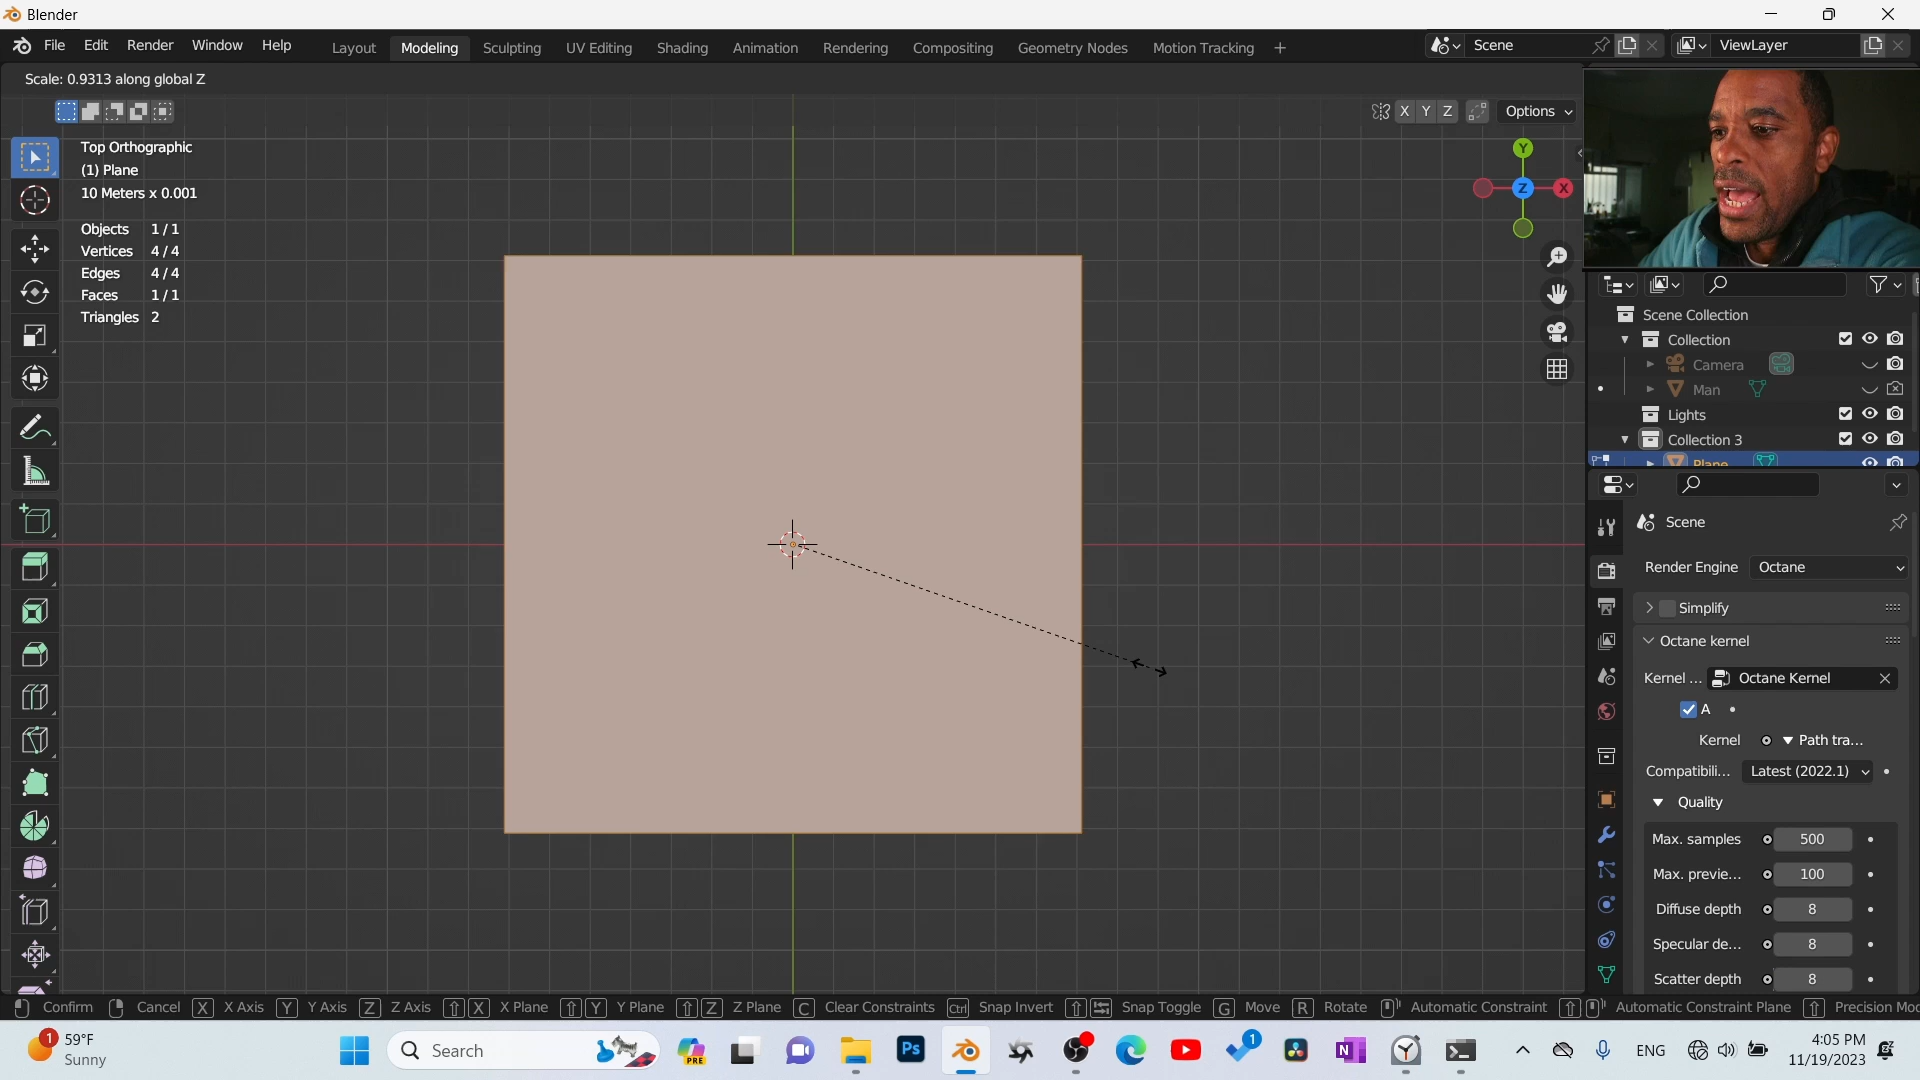 Blender
File Edit Render Window Help Layout Modeling Sculpting UV Editing Shading Animation Rendering Compositing Geometry Nodes Motion Tracking + Scene ViewLayer
Scale: 0.9313 along global Z
X Y Z Options
Top Orthographic
(1) Plane
10 Meters x 0.001
Objects 1/1
Vertices 4/4
Edges 4/4
Faces 1/1
Triangles 2
Y
Z X
Scene Collection
Collection
Camera
Man
Lights
Collection 3
Plane
Scene
Render Engine Octane
Simplify
Octane kernel
Kernel ... Octane Kernel
A
Kernel Path tra...
Compatibili... Latest (2022.1)
Quality
Max. samples 500
Max. previe... 100
Diffuse depth 8
Specular de... 8
Scatter depth 8
Confirm Cancel X X Axis Y Y Axis Z Z Axis X X Plane Y Y Plane Z Z Plane C Clear Constraints Ctrl Snap Invert Snap Toggle G Move R Rotate Automatic Constraint Automatic Constraint Plane Precision Mo
1 59°F
Sunny
Search PRE Ps 1 N ENG
4:05 PM
11/19/2023